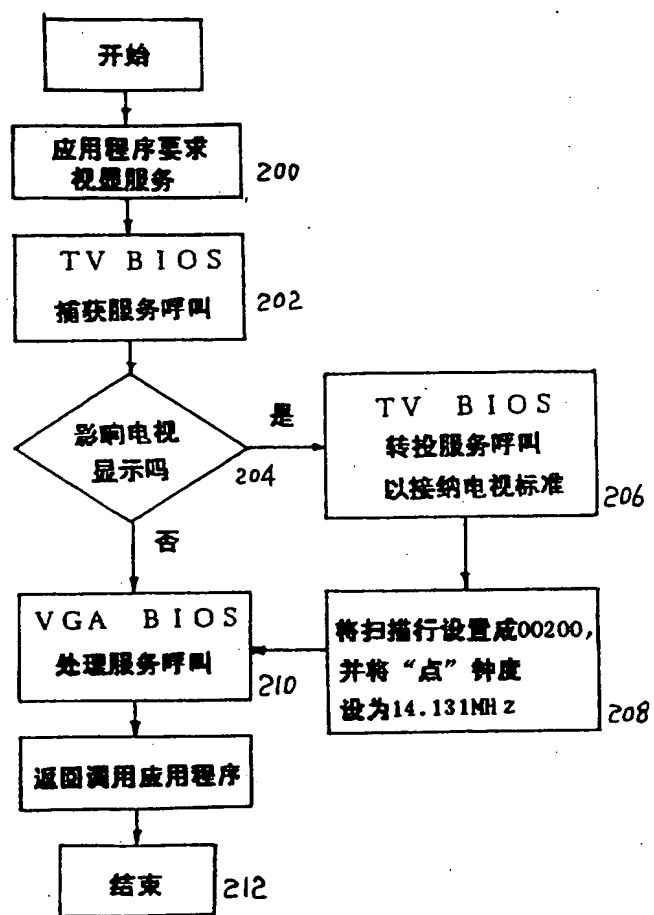 开始
应用程序要求
视显服务
200
TV BIOS
捕获服务呼叫
202
影响电视
显示吗
204
是
否
TV BIOS
转投服务呼叫
以接纳电视标准
206
将扫描行设置成00200,
并将“点”钟度
设为14.131MHz
208
VGA BIOS
处理服务呼叫
210
返回调用应用程序
结束
212